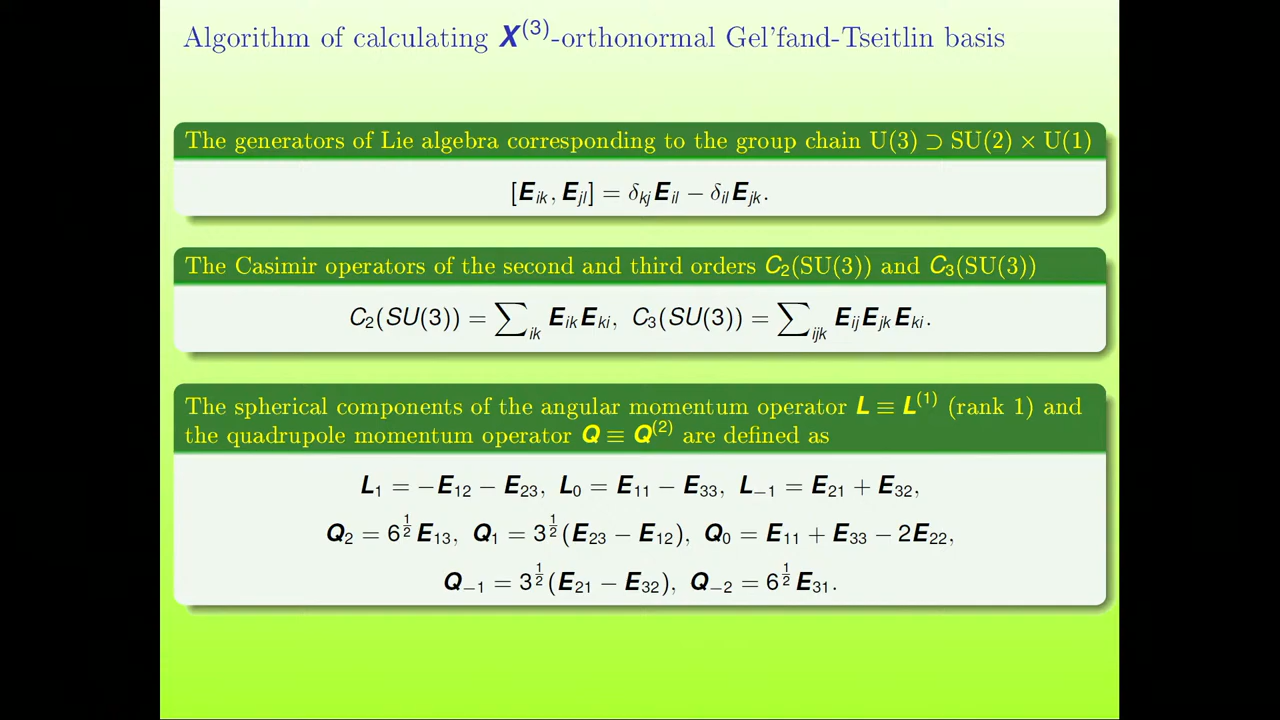 Algorithm of calculating X^(3)-orthonormal Gel'fand-Tseitlin basis
The generators of Lie algebra corresponding to the group chain U(3) ⊃ SU(2) × U(1)
[E_ik, E_jl] = δ_kj E_il − δ_il E_jk.
The Casimir operators of the second and third orders C_2(SU(3)) and C_3(SU(3))
C_2(SU(3)) = ∑_ik E_ik E_ki, C_3(SU(3)) = ∑_ijk E_ij E_jk E_ki.
The spherical components of the angular momentum operator L ≡ L^(1) (rank 1) and
the quadrupole momentum operator Q ≡ Q^(2) are defined as
L_1 = −E_12 − E_23, L_0 = E_11 − E_33, L_−1 = E_21 + E_32,
Q_2 = 6^(1/2) E_13, Q_1 = 3^(1/2)(E_23 − E_12), Q_0 = E_11 + E_33 − 2E_22,
Q_−1 = 3^(1/2)(E_21 − E_32), Q_−2 = 6^(1/2) E_31.